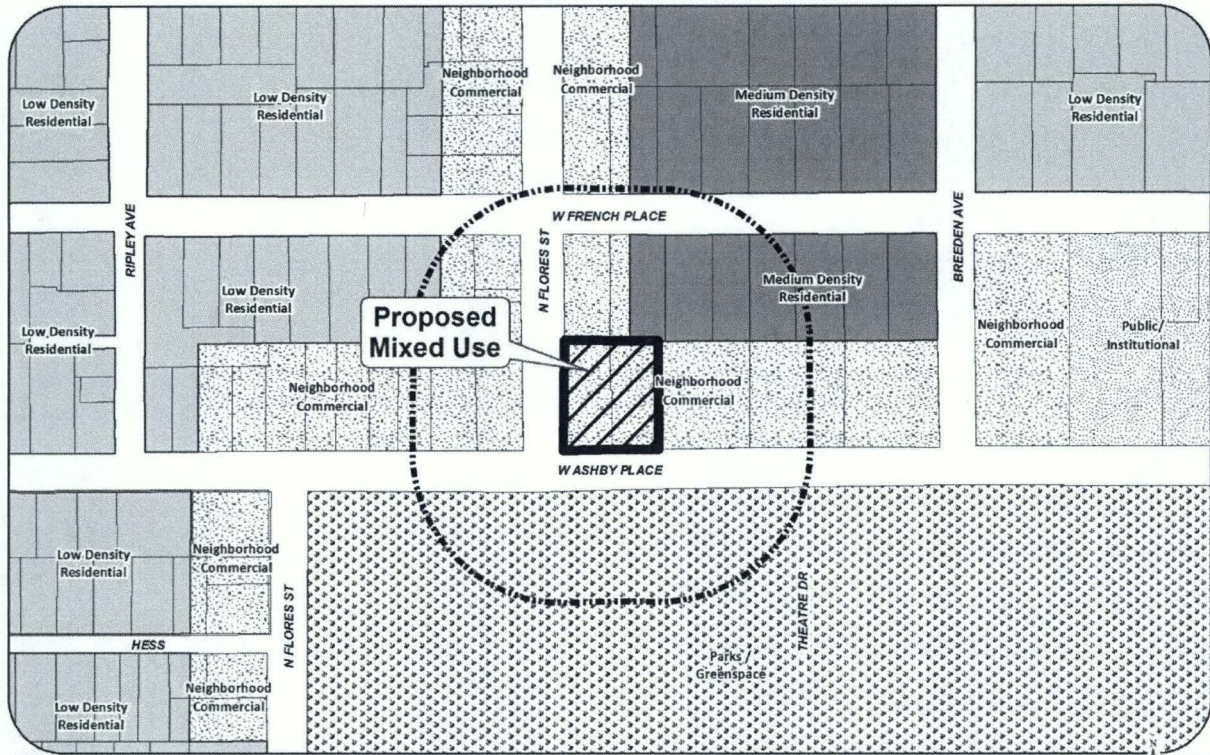 Low Density
Residential
Low Density
Residential
Neighborhood
Commercial
Neighborhood
Commercial
Medium Density
Residential
Low Density
Residential
W FRENCH PLACE
RIPLEY AVE
N FLORES ST
BREEDEN AVE
Low Density
Residential
Low Density
Residential
Medium Density
Residential
Neighborhood
Commercial
Public/
Institutional
Proposed
Mixed Use
Neighborhood
Commercial
Neighborhood
Commercial
W ASHBY PLACE
Low Density
Residential
Neighborhood
Commercial
N FLORES ST
THEATRE DR
HESS
Parks /
Greenspace
Low Density
Residential
Neighborhood
Commercial